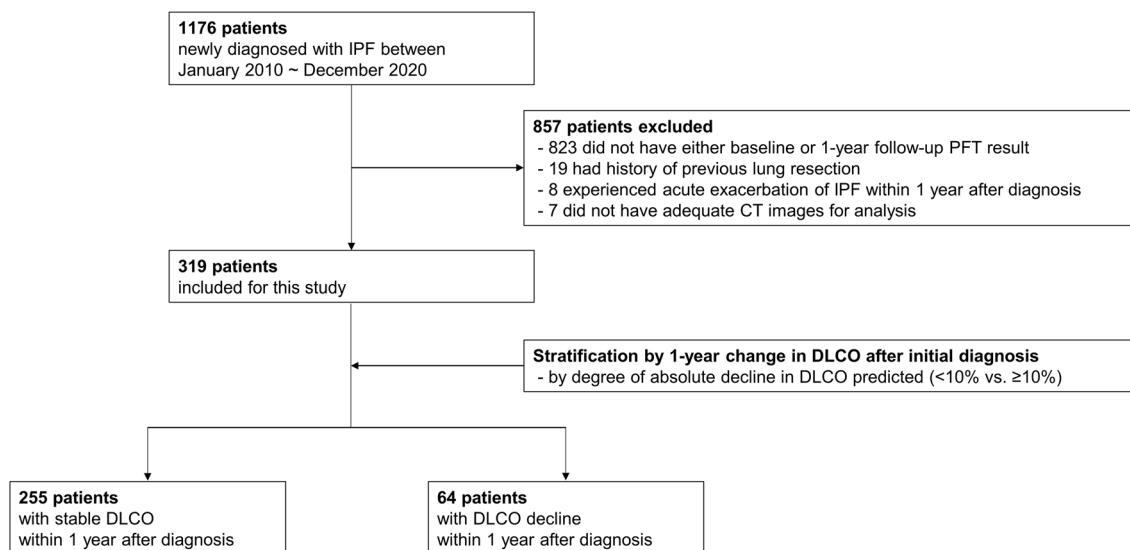 1176 patients
newly diagnosed with IPF between
January 2010 ~ December 2020
857 patients excluded
- 823 did not have either baseline or 1-year follow-up PFT result
- 19 had history of previous lung resection
- 8 experienced acute exacerbation of IPF within 1 year after diagnosis
- 7 did not have adequate CT images for analysis
319 patients
included for this study
Stratification by 1-year change in DLCO after initial diagnosis
- by degree of absolute decline in DLCO predicted (<10% vs. ≥10%)
255 patients
with stable DLCO
within 1 year after diagnosis
64 patients
with DLCO decline
within 1 year after diagnosis